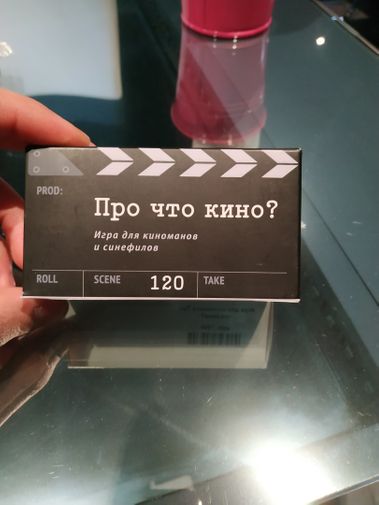 PROD:
Про что кино?
Игра для киноманов
и синефилов
ROLL SCENE 120 TAKE